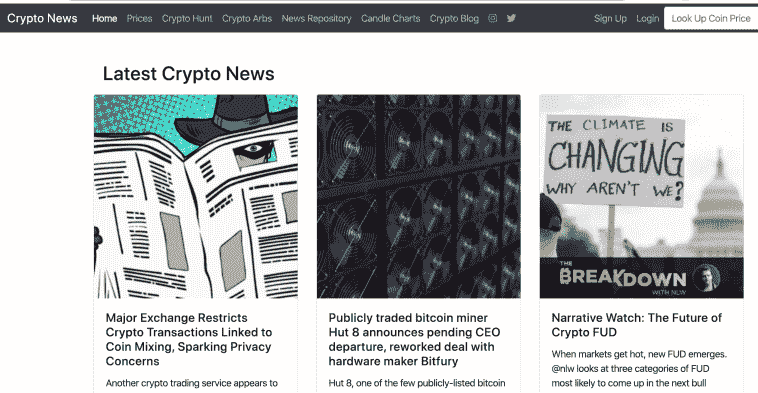 Crypto News Home Prices Crypto Hunt Crypto Arbs News Repository Candle Charts Crypto Blog Sign Up Login Look Up Coin Price
Latest Crypto News
THE CLIMATE IS
CHANGING
WHY AREN'T WE?
THE
BREAKDOWN
WITH NLW
Major Exchange Restricts
Crypto Transactions Linked to
Coin Mixing, Sparking Privacy
Concerns
Another crypto trading service appears to
Publicly traded bitcoin miner
Hut 8 announces pending CEO
departure, reworked deal with
hardware maker Bitfury
Hut 8, one of the few publicly-listed bitcoin
Narrative Watch: The Future of
Crypto FUD
When markets get hot, new FUD emerges.
@nlw looks at three categories of FUD
most likely to come up in the next bull